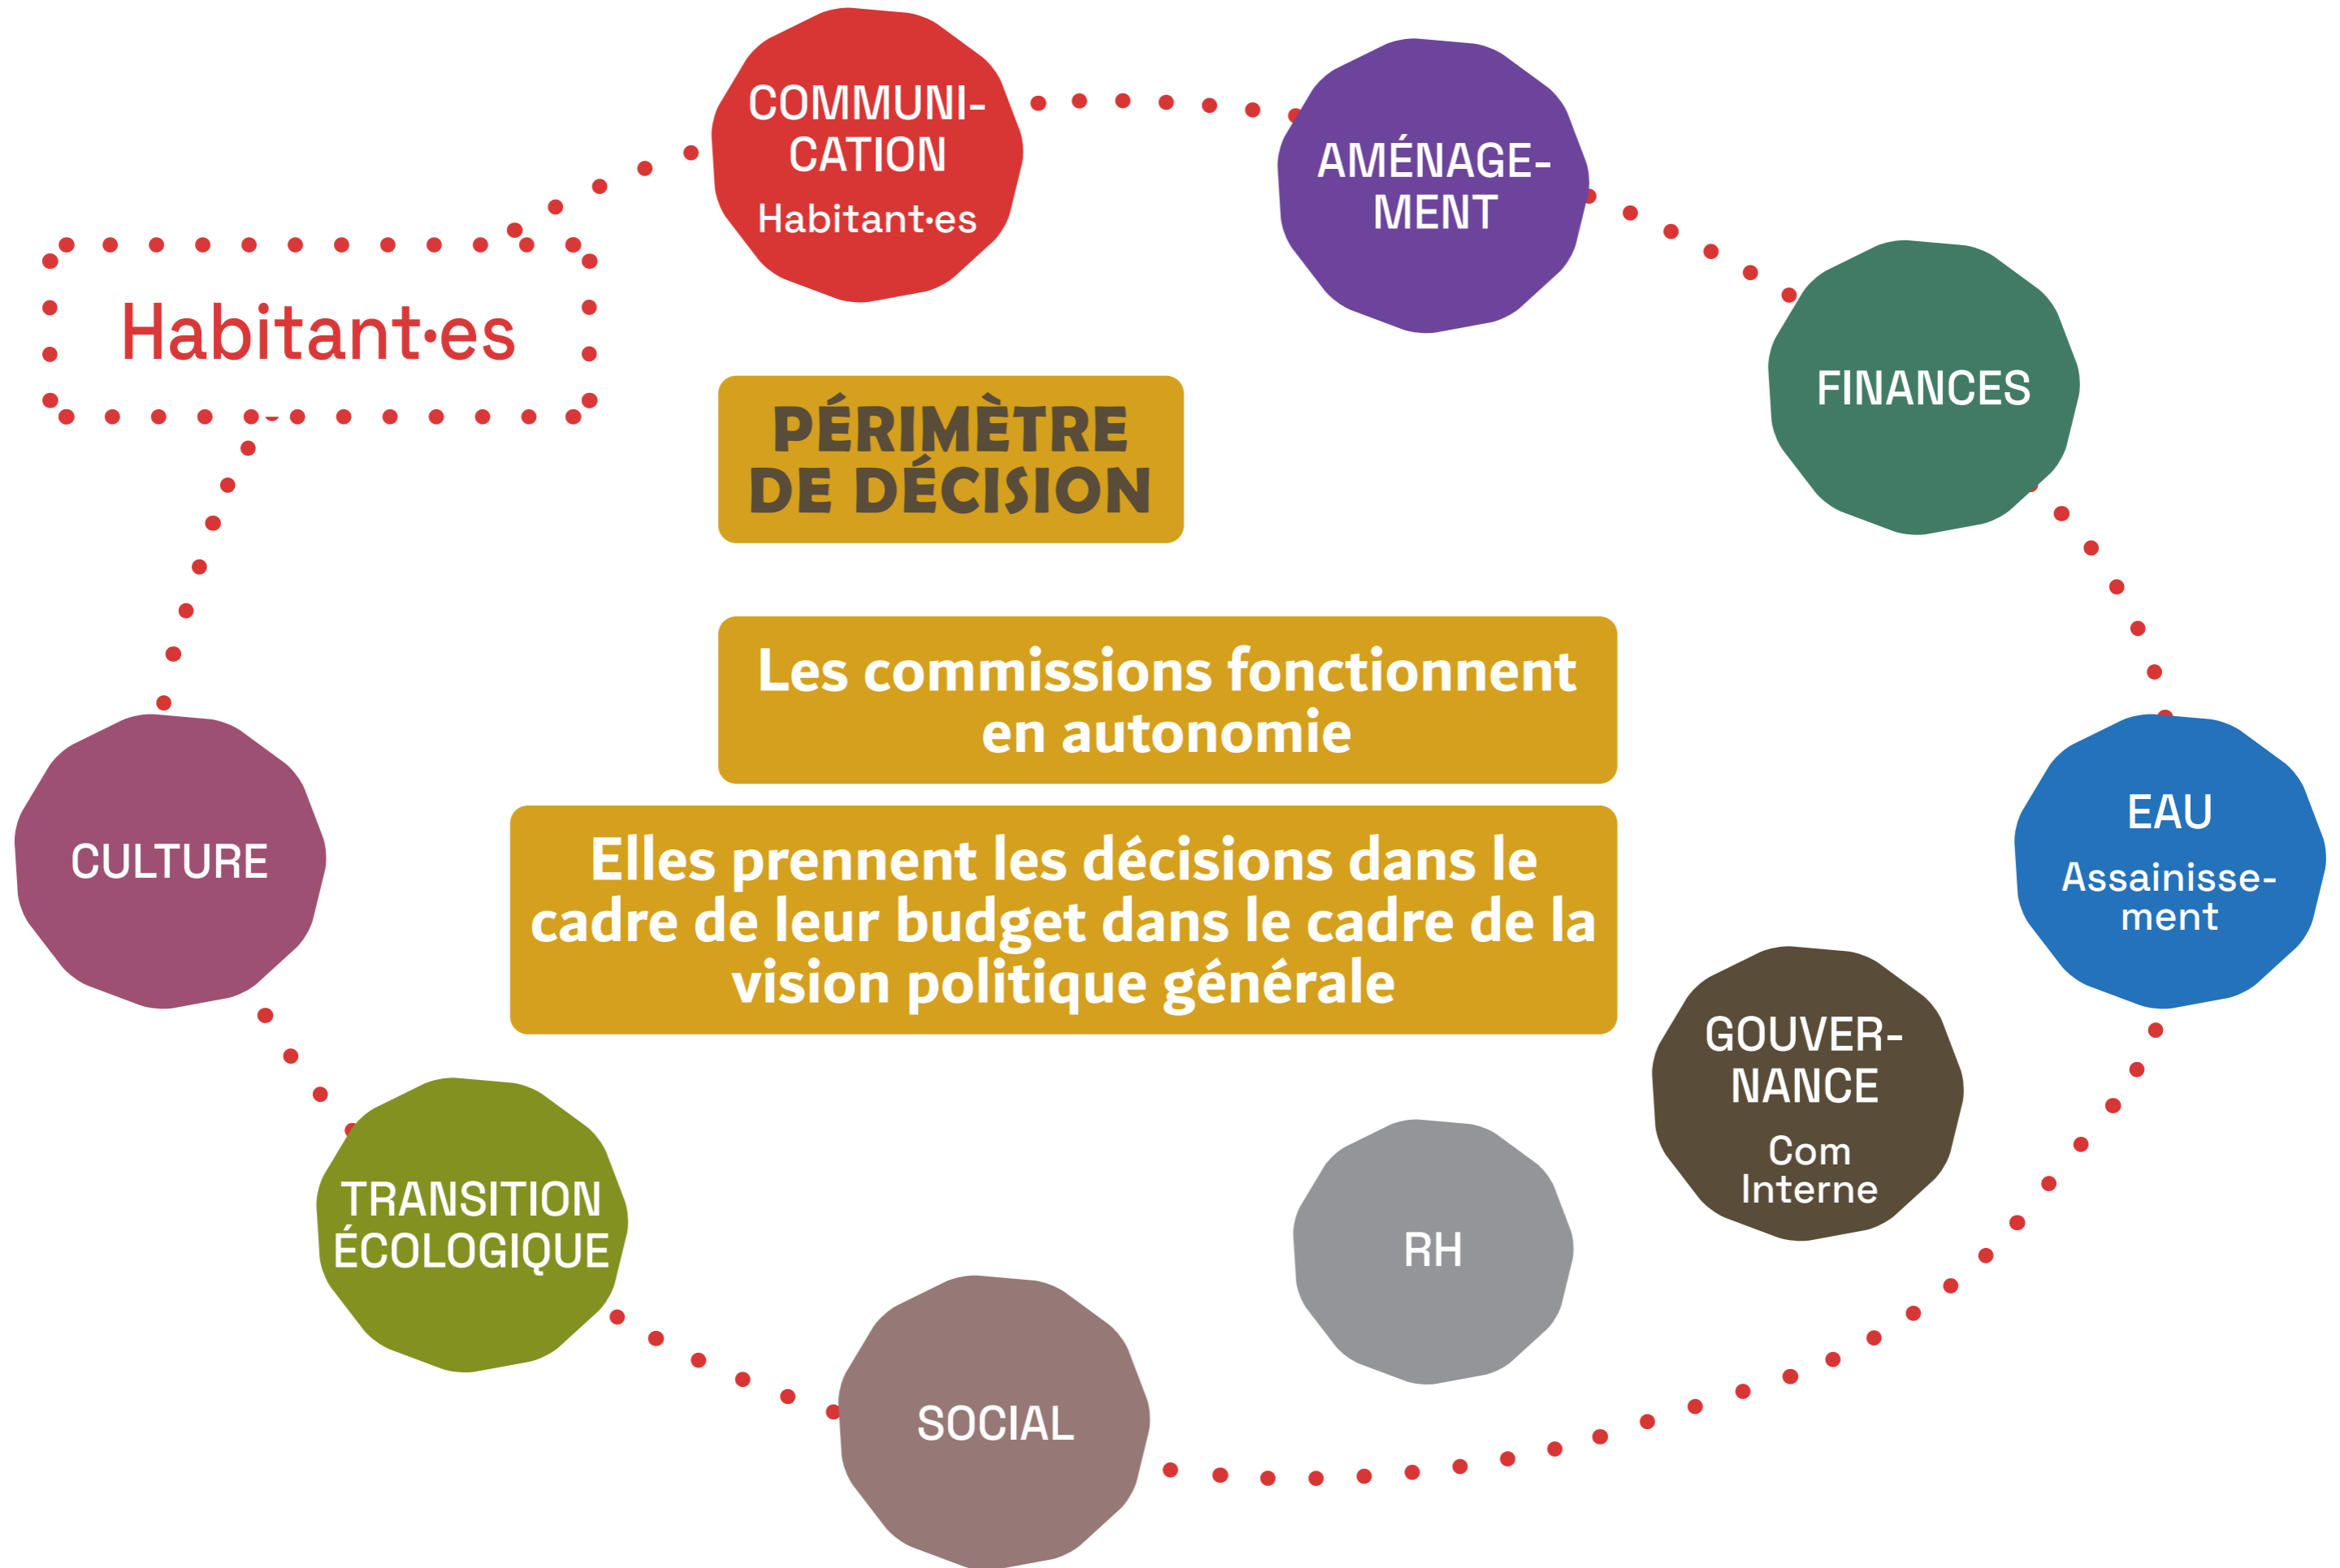 COMMUNI-
CATION
Habitant·es
AMÉNAGE-
MENT
Habitant·es
FINANCES
PÉRIMÈTRE
DE DÉCISION
Les commissions fonctionnent
en autonomie
CULTURE
EAU
Assainisse-
ment
Elles prennent les décisions dans le
cadre de leur budget dans le cadre de la
vision politique générale
GOUVER-
NANCE
Com
Interne
TRANSITION
ÉCOLOGIQUE
RH
SOCIAL